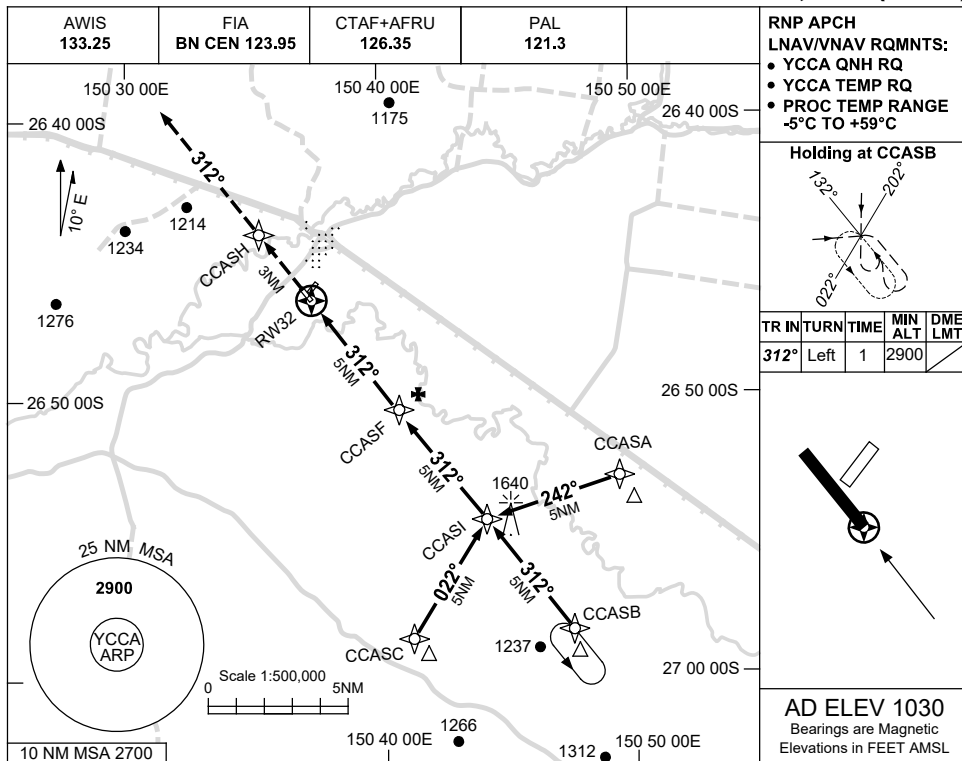 AWIS
133.25
FIA
BN CEN 123.95
CTAF+AFRU
126.35
PAL
121.3
RNP APCH
LNAV/VNAV RQMNTS:
● YCCA QNH RQ
● YCCA TEMP RQ
● PROC TEMP RANGE
-5°C TO +59°C
Holding at CCASB
132°
202°
022°
TR IN TURN TIME MIN ALT DME LMT
312° Left 1 2900
150 30 00E
150 40 00E
150 50 00E
26 40 00S
26 40 00S
1175
312°
10° E
1214
1234
CCASH
3NM
1276
RW32
312°
5NM
26 50 00S
26 50 00S
CCASF
CCASA
312°
5NM
1640
242°
5NM
CCASI
25 NM MSA
2900
022°
5NM
312°
5NM
CCASB
YCCA
ARP
CCASC
1237
27 00 00S
Scale 1:500,000
0
5NM
1266
150 40 00E
1312
150 50 00E
10 NM MSA 2700
AD ELEV 1030
Bearings are Magnetic
Elevations in FEET AMSL